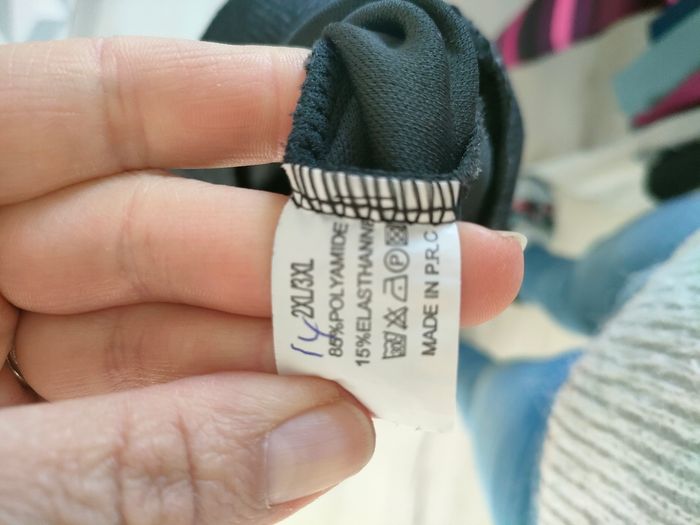 2XL/3XL
85%POLYAMIDE
15%ELASTHANNE
P
MADE IN P.R.C
14